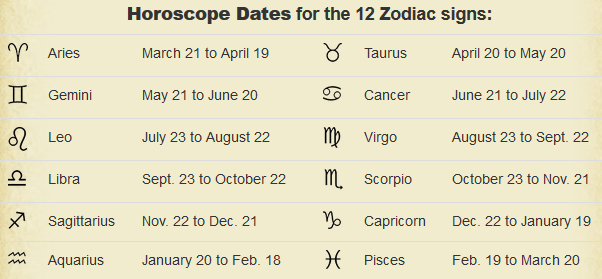 Horoscope Dates for the 12 Zodiac signs:
♈ Aries March 21 to April 19 ♉ Taurus April 20 to May 20
♊ Gemini May 21 to June 20 ♋ Cancer June 21 to July 22
♌ Leo July 23 to August 22 ♍ Virgo August 23 to Sept. 22
♎ Libra Sept. 23 to October 22 ♏ Scorpio October 23 to Nov. 21
♐ Sagittarius Nov. 22 to Dec. 21 ♑ Capricorn Dec. 22 to January 19
♒ Aquarius January 20 to Feb. 18 ♓ Pisces Feb. 19 to March 20